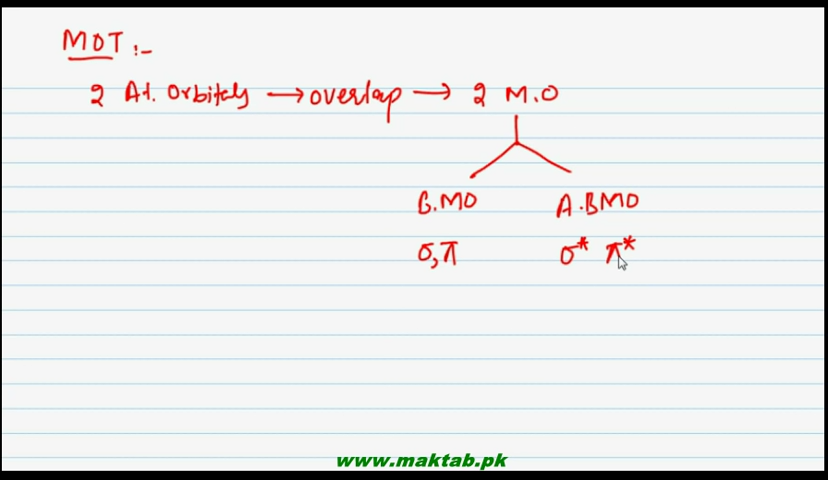 MOT :-
2 At. Orbitals → overlap → 2 M.O
B.MO A.BMO
σ, π σ* π*
www.maktab.pk